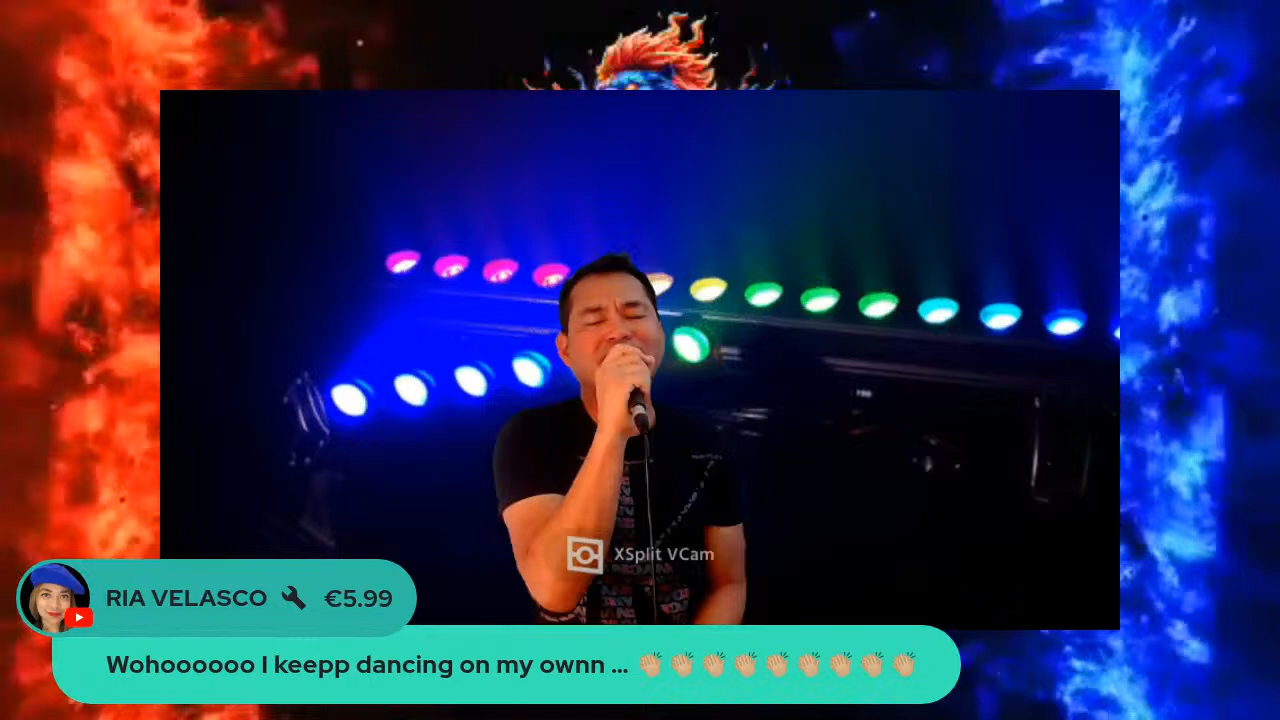 XSplit VCam
RIA VELASCO €5.99
Wohoooooo I keepp dancing on my ownn ... 👏🏼👏🏼👏🏼👏🏼👏🏼👏🏼👏🏼👏🏼👏🏼